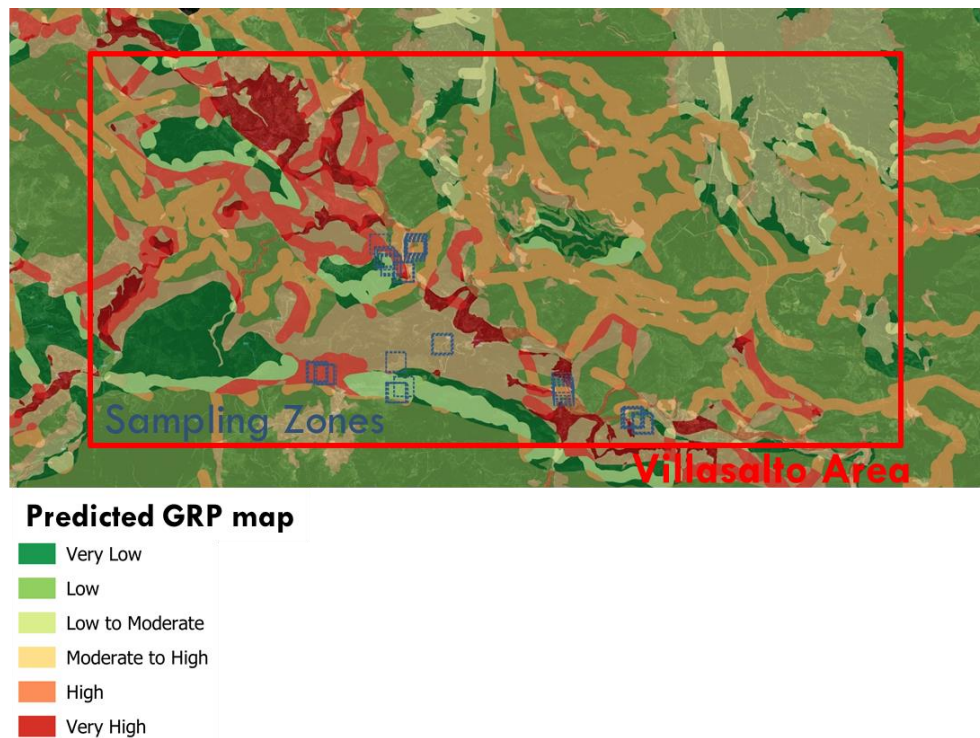 Sampling Zones
Villasalto Area
Predicted GRP map
Very Low
Low
Low to Moderate
Moderate to High
High
Very High